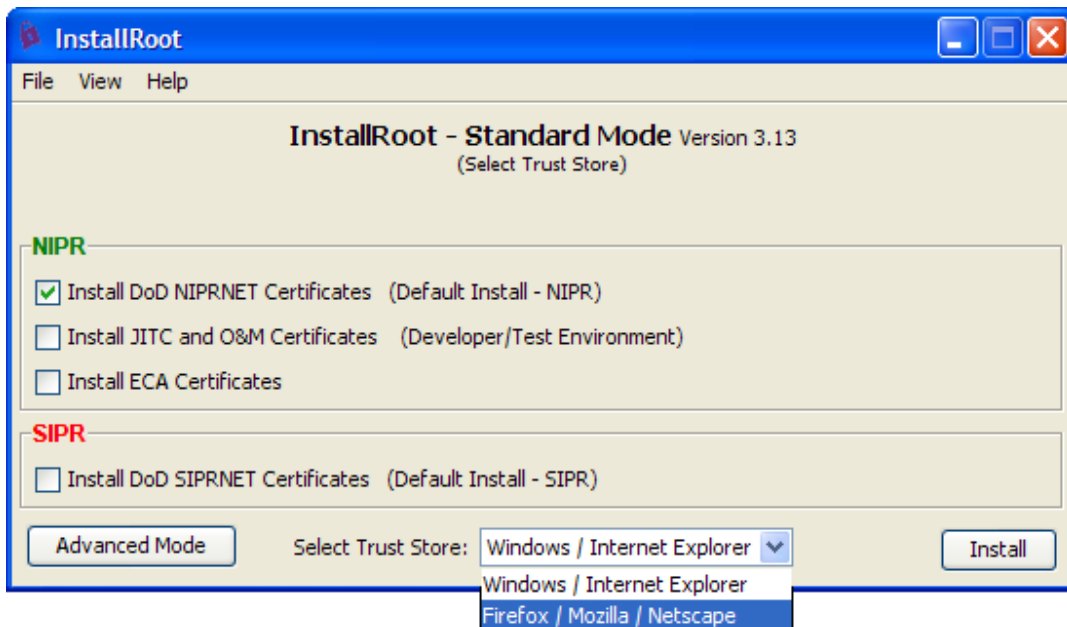 InstallRoot
File View Help
InstallRoot - Standard Mode Version 3.13
(Select Trust Store)
NIPR
Install DoD NIPRNET Certificates (Default Install - NIPR)
Install JITC and O&M Certificates (Developer/Test Environment)
Install ECA Certificates
SIPR
Install DoD SIPRNET Certificates (Default Install - SIPR)
Advanced Mode Select Trust Store: Windows / Internet Explorer Install
Windows / Internet Explorer
Firefox / Mozilla / Netscape